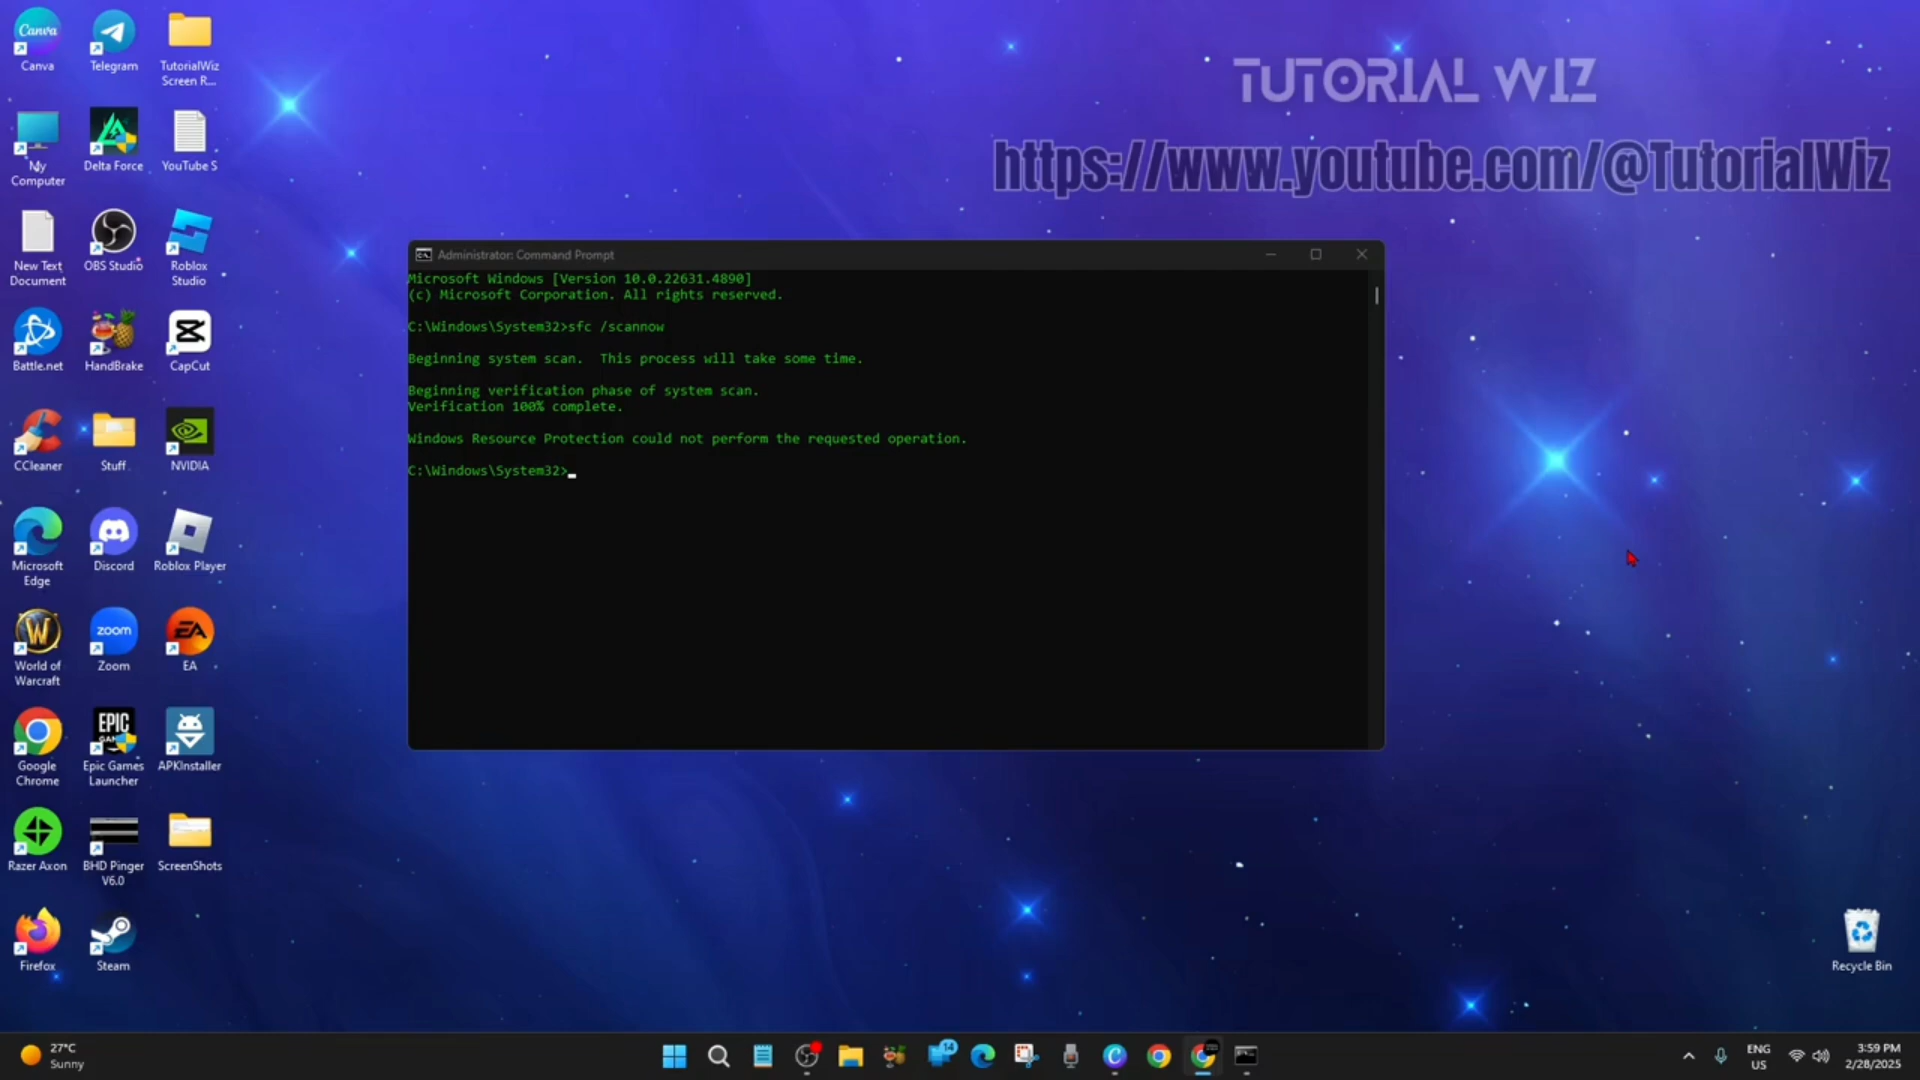 Canva
Telegram
TutorialWiz
Screen R...
My
Computer
Delta Force
YouTube S
New Text
Document
OBS Studio
Roblox
Studio
Battle.net
HandBrake
CapCut
CCleaner
Stuff
NVIDIA
Microsoft
Edge
Discord
Roblox Player
World of
Warcraft
zoom
Zoom
EA
EA
Google
Chrome
EPIC
GAMES
Epic Games
Launcher
APKInstaller
Razer Axon
BHD Pinger
V6.0
ScreenShots
Firefox
Steam
TUTORIAL WIZ
https://www.youtube.com/@TutorialWiz
Administrator: Command Prompt
Microsoft Windows [Version 10.0.22631.4890]
(c) Microsoft Corporation. All rights reserved.
C:\Windows\System32>sfc /scannow
Beginning system scan.  This process will take some time.
Beginning verification phase of system scan.
Verification 100% complete.
Windows Resource Protection could not perform the requested operation.
C:\Windows\System32>
Recycle Bin
27°C
Sunny
14
ENG
US
3:59 PM
2/28/2025